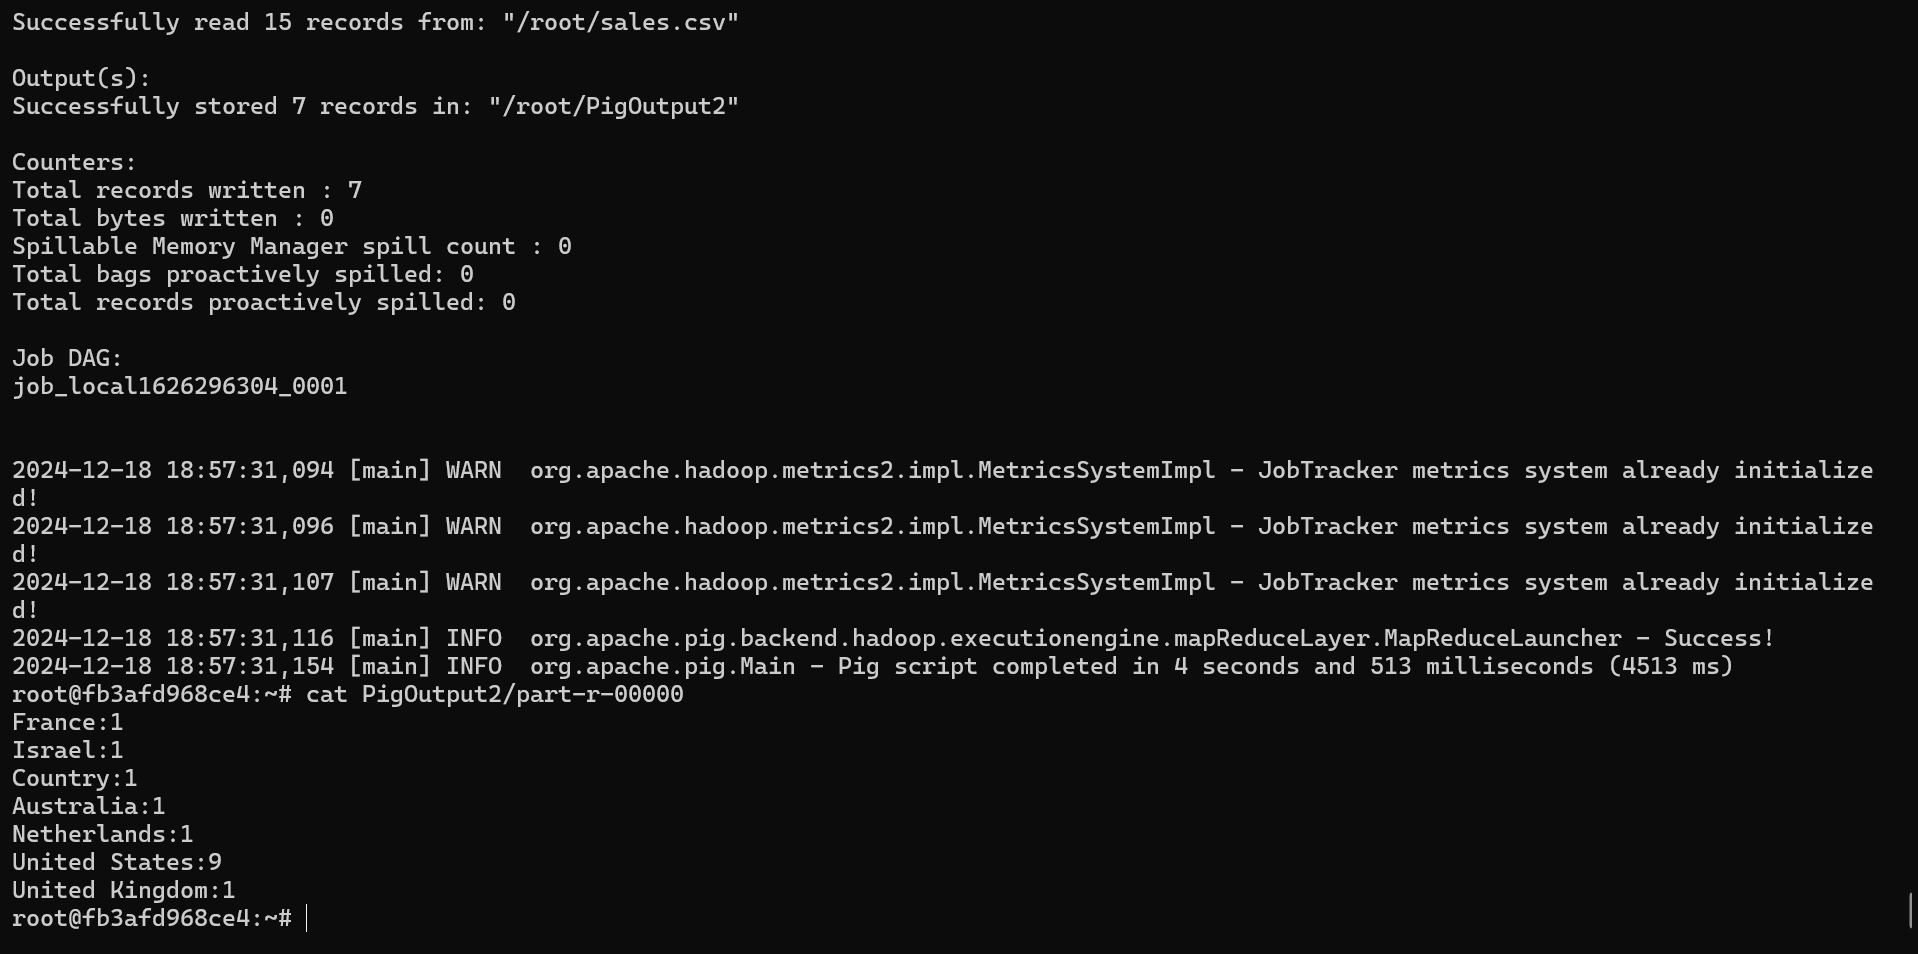 Successfully read 15 records from: "/root/sales.csv"
Output(s):
Successfully stored 7 records in: "/root/PigOutput2"
Counters:
Total records written : 7
Total bytes written : 0
Spillable Memory Manager spill count : 0
Total bags proactively spilled: 0
Total records proactively spilled: 0
Job DAG:
job_local1626296304_0001
2024-12-18 18:57:31,094 [main] WARN  org.apache.hadoop.metrics2.impl.MetricsSystemImpl - JobTracker metrics system already initialize
d!
2024-12-18 18:57:31,096 [main] WARN  org.apache.hadoop.metrics2.impl.MetricsSystemImpl - JobTracker metrics system already initialize
d!
2024-12-18 18:57:31,107 [main] WARN  org.apache.hadoop.metrics2.impl.MetricsSystemImpl - JobTracker metrics system already initialize
d!
2024-12-18 18:57:31,116 [main] INFO  org.apache.pig.backend.hadoop.executionengine.mapReduceLayer.MapReduceLauncher - Success!
2024-12-18 18:57:31,154 [main] INFO  org.apache.pig.Main - Pig script completed in 4 seconds and 513 milliseconds (4513 ms)
root@fb3afd968ce4:~# cat PigOutput2/part-r-00000
France:1
Israel:1
Country:1
Australia:1
Netherlands:1
United States:9
United Kingdom:1
root@fb3afd968ce4:~#